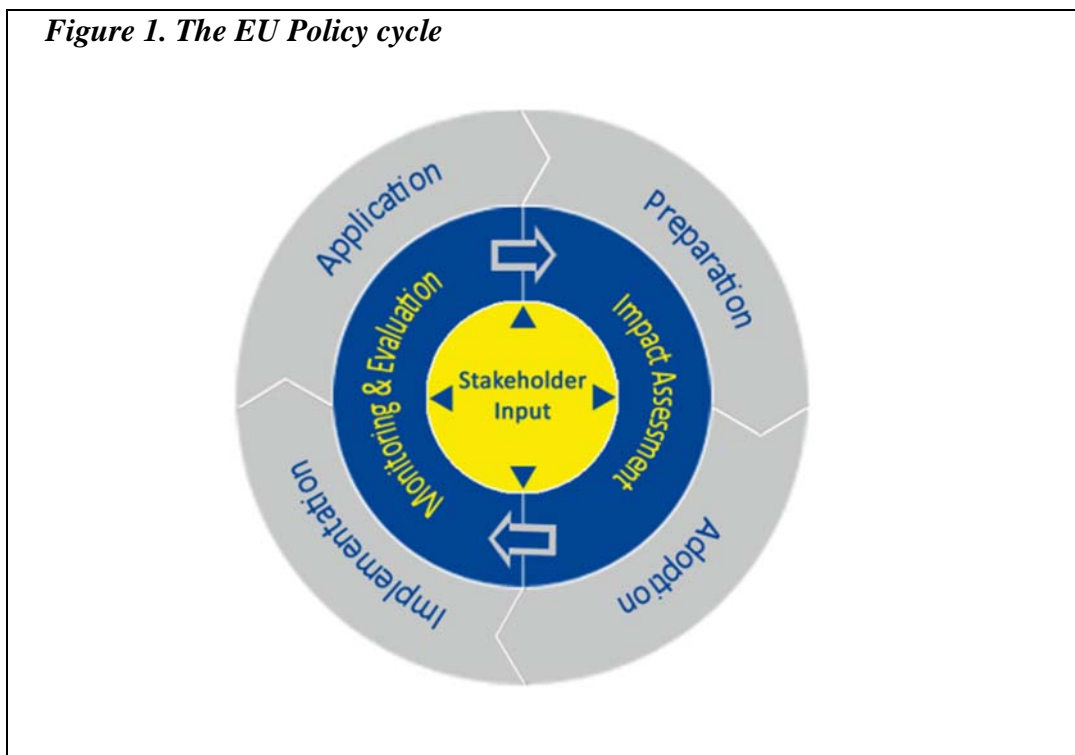 Figure 1. The EU Policy cycle
Application
Preparation
Monitoring & Evaluation
Impact Assessment
Stakeholder
Input
Implementation
Adoption